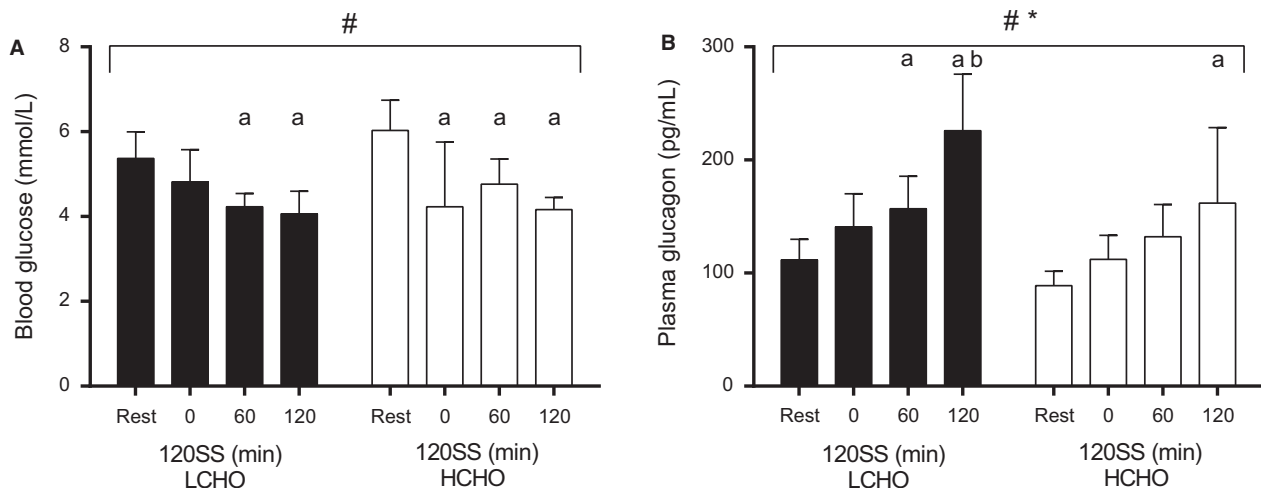 A
#
8
6
4
2
0
Blood glucose (mmol/L)
a a a a a
Rest 0 60 120 Rest 0 60 120
120SS (min) 120SS (min)
LCHO HCHO
B
# *
300
200
100
0
Plasma glucagon (pg/mL)
a a b a
Rest 0 60 120 Rest 0 60 120
120SS (min) 120SS (min)
LCHO HCHO